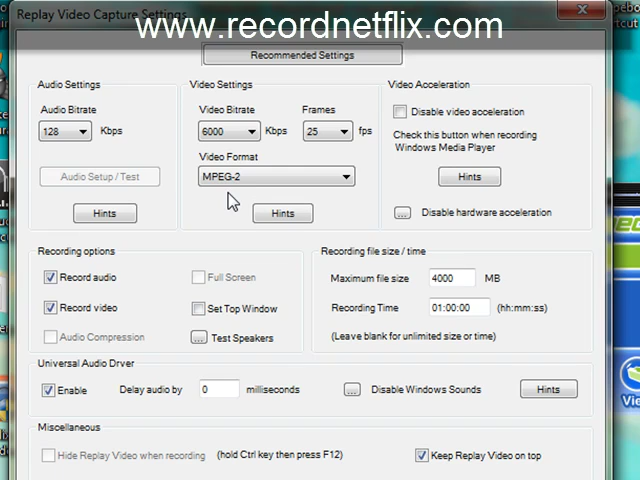 Replay Video Capture Settings
www.recordnetflix.com
Recommended Settings
Audio Settings
Video Settings
Video Acceleration
Audio Bitrate
Video Bitrate
Frames
Disable video acceleration
128
Kbps
6000
Kbps
25
fps
Check this button when recording
Windows Media Player
Video Format
Audio Setup / Test
MPEG-2
Hints
Hints
Hints
... Disable hardware acceleration
Recording options
Recording file size / time
Record audio
Full Screen
Maximum file size
4000
MB
Record video
Set Top Window
Recording Time
01:00:00
(hh:mm:ss)
Audio Compression
... Test Speakers
(Leave blank for unlimited size or time)
Universal Audio Drver
Enable
Delay audio by
0
milliseconds
... Disable Windows Sounds
Hints
Miscellaneous
Hide Replay Video when recording
(hold Ctrl key then press F12)
Keep Replay Video on top